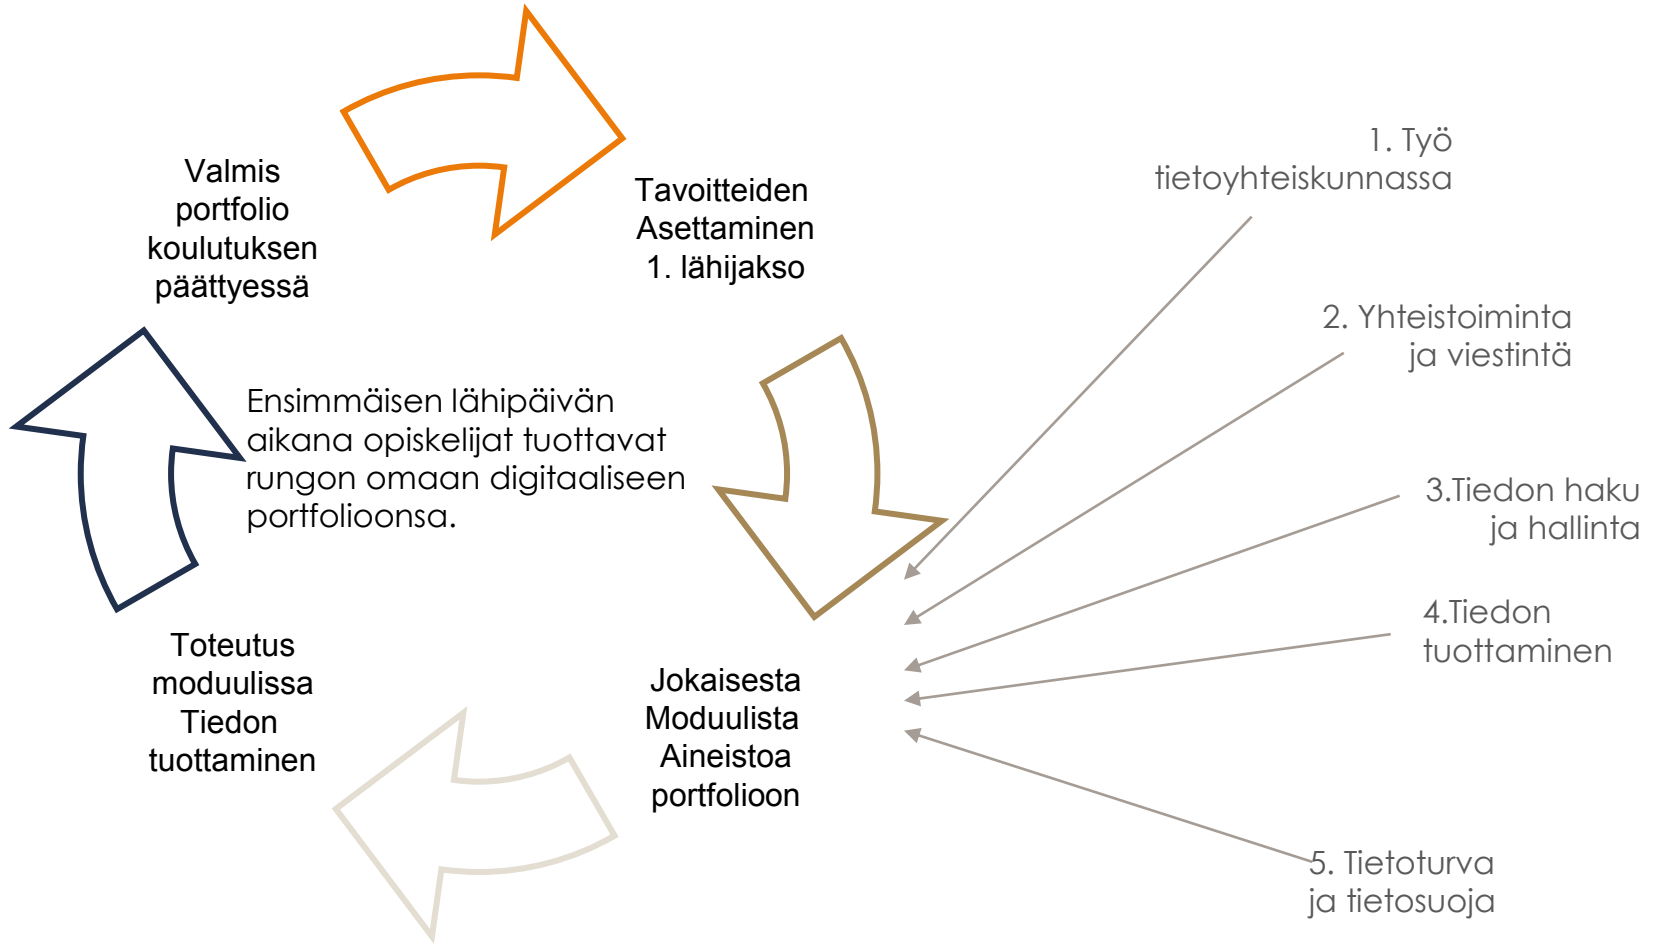 Valmis
portfolio
koulutuksen
päättyessä
Tavoitteiden
Asettaminen
1. lähijakso
Ensimmäisen lähipäivän
aikana opiskelijat tuottavat
rungon omaan digitaaliseen
portfolioonsa.
Toteutus
moduulissa
Tiedon
tuottaminen
Jokaisesta
Moduulista
Aineistoa
portfolioon
1. Työ
tietoyhteiskunnassa
2. Yhteistoiminta
ja viestintä
3.Tiedon haku
ja hallinta
4.Tiedon
tuottaminen
5. Tietoturva
ja tietosuoja